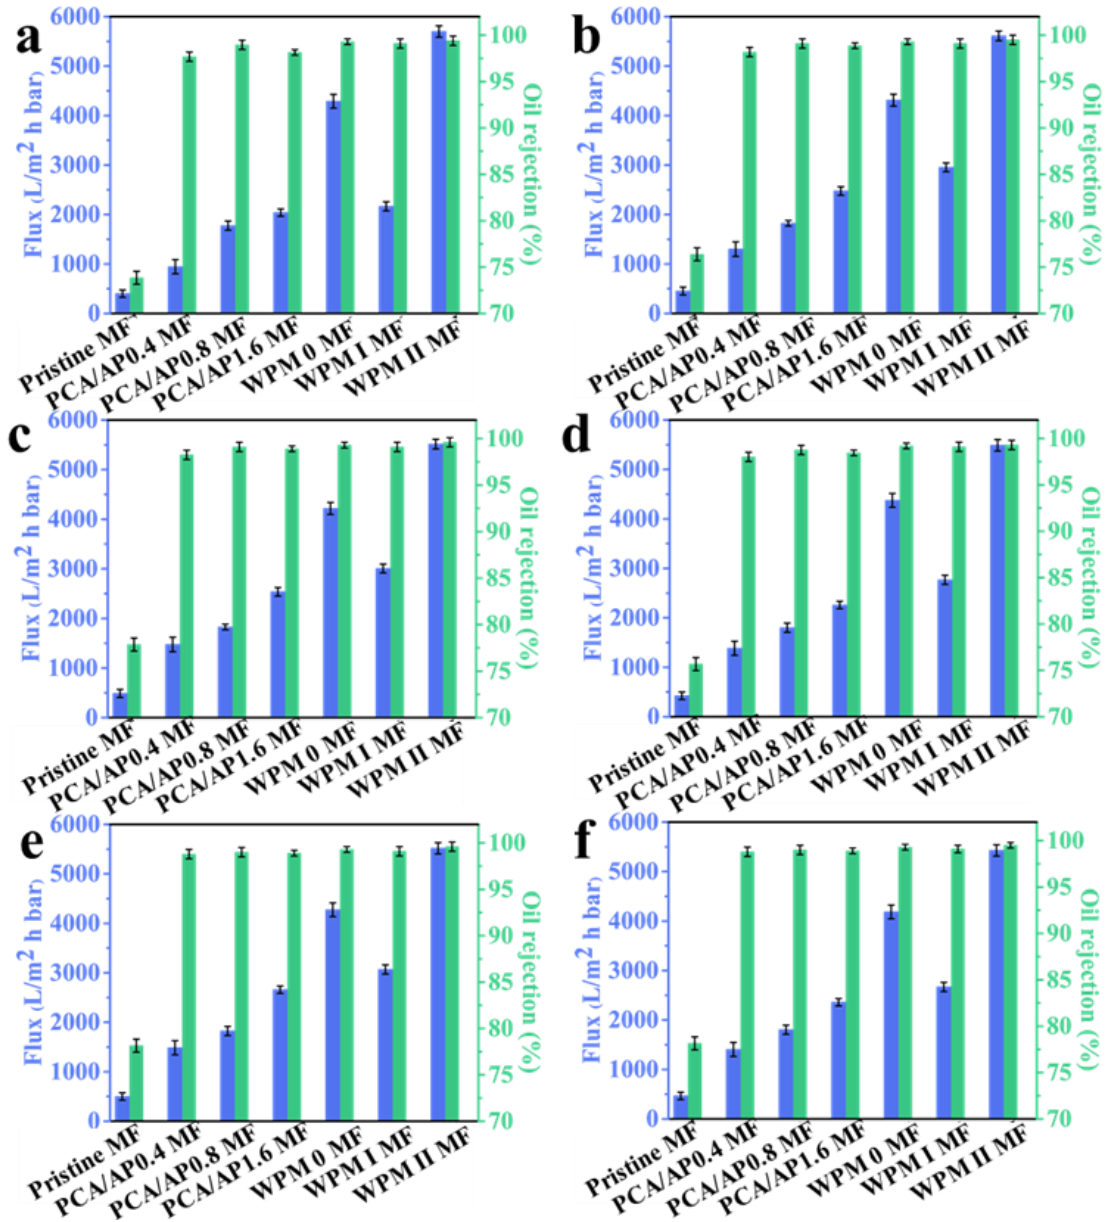 a
6000
5000
4000
3000
2000
1000
0
Flux (L/m² h bar)
100
95
90
85
80
75
70
Oil rejection (%)
Pristine MF
PCA/AP0.4 MF
PCA/AP0.8 MF
PCA/AP1.6 MF
WPM 0 MF
WPM I MF
WPM II MF
b
6000
5000
4000
3000
2000
1000
0
Flux (L/m² h bar)
100
95
90
85
80
75
70
Oil rejection (%)
Pristine MF
PCA/AP0.4 MF
PCA/AP0.8 MF
PCA/AP1.6 MF
WPM 0 MF
WPM I MF
WPM II MF
c
6000
5000
4000
3000
2000
1000
0
Flux (L/m² h bar)
100
95
90
85
80
75
70
Oil rejection (%)
Pristine MF
PCA/AP0.4 MF
PCA/AP0.8 MF
PCA/AP1.6 MF
WPM 0 MF
WPM I MF
WPM II MF
d
6000
5000
4000
3000
2000
1000
0
Flux (L/m² h bar)
100
95
90
85
80
75
70
Oil rejection (%)
Pristine MF
PCA/AP0.4 MF
PCA/AP0.8 MF
PCA/AP1.6 MF
WPM 0 MF
WPM I MF
WPM II MF
e
6000
5000
4000
3000
2000
1000
0
Flux (L/m² h bar)
100
95
90
85
80
75
70
Oil rejection (%)
Pristine MF
PCA/AP0.4 MF
PCA/AP0.8 MF
PCA/AP1.6 MF
WPM 0 MF
WPM I MF
WPM II MF
f
6000
5000
4000
3000
2000
1000
0
Flux (L/m² h bar)
100
95
90
85
80
75
70
Oil rejection (%)
Pristine MF
PCA/AP0.4 MF
PCA/AP0.8 MF
PCA/AP1.6 MF
WPM 0 MF
WPM I MF
WPM II MF